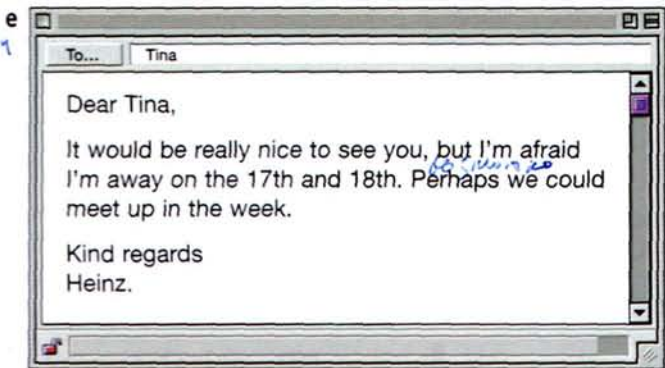 e
To... Tina
Dear Tina,
It would be really nice to see you, but I'm afraid
I'm away on the 17th and 18th. Perhaps we could
meet up in the week.
Kind regards
Heinz.